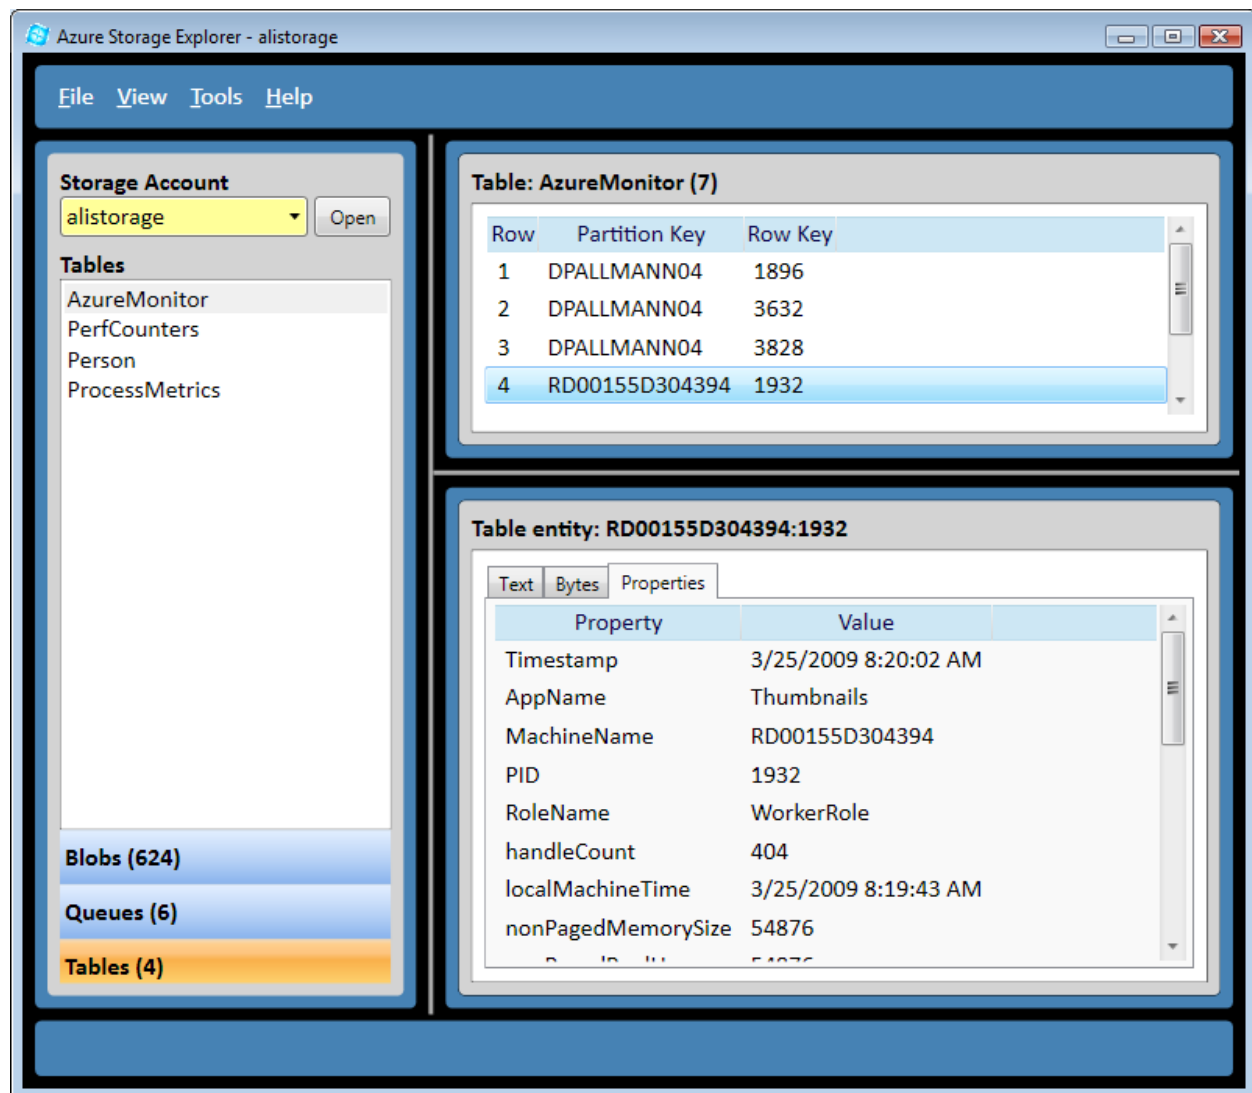 Azure Storage Explorer - alistorage
File View Tools Help
Storage Account
alistorage Open
Tables
AzureMonitor
PerfCounters
Person
ProcessMetrics
Blobs (624)
Queues (6)
Tables (4)
Table: AzureMonitor (7)
Row Partition Key Row Key
1 DPALLMANN04 1896
2 DPALLMANN04 3632
3 DPALLMANN04 3828
4 RD00155D304394 1932
Table entity: RD00155D304394:1932
Text Bytes Properties
Property Value
Timestamp 3/25/2009 8:20:02 AM
AppName Thumbnails
MachineName RD00155D304394
PID 1932
RoleName WorkerRole
handleCount 404
localMachineTime 3/25/2009 8:19:43 AM
nonPagedMemorySize 54876